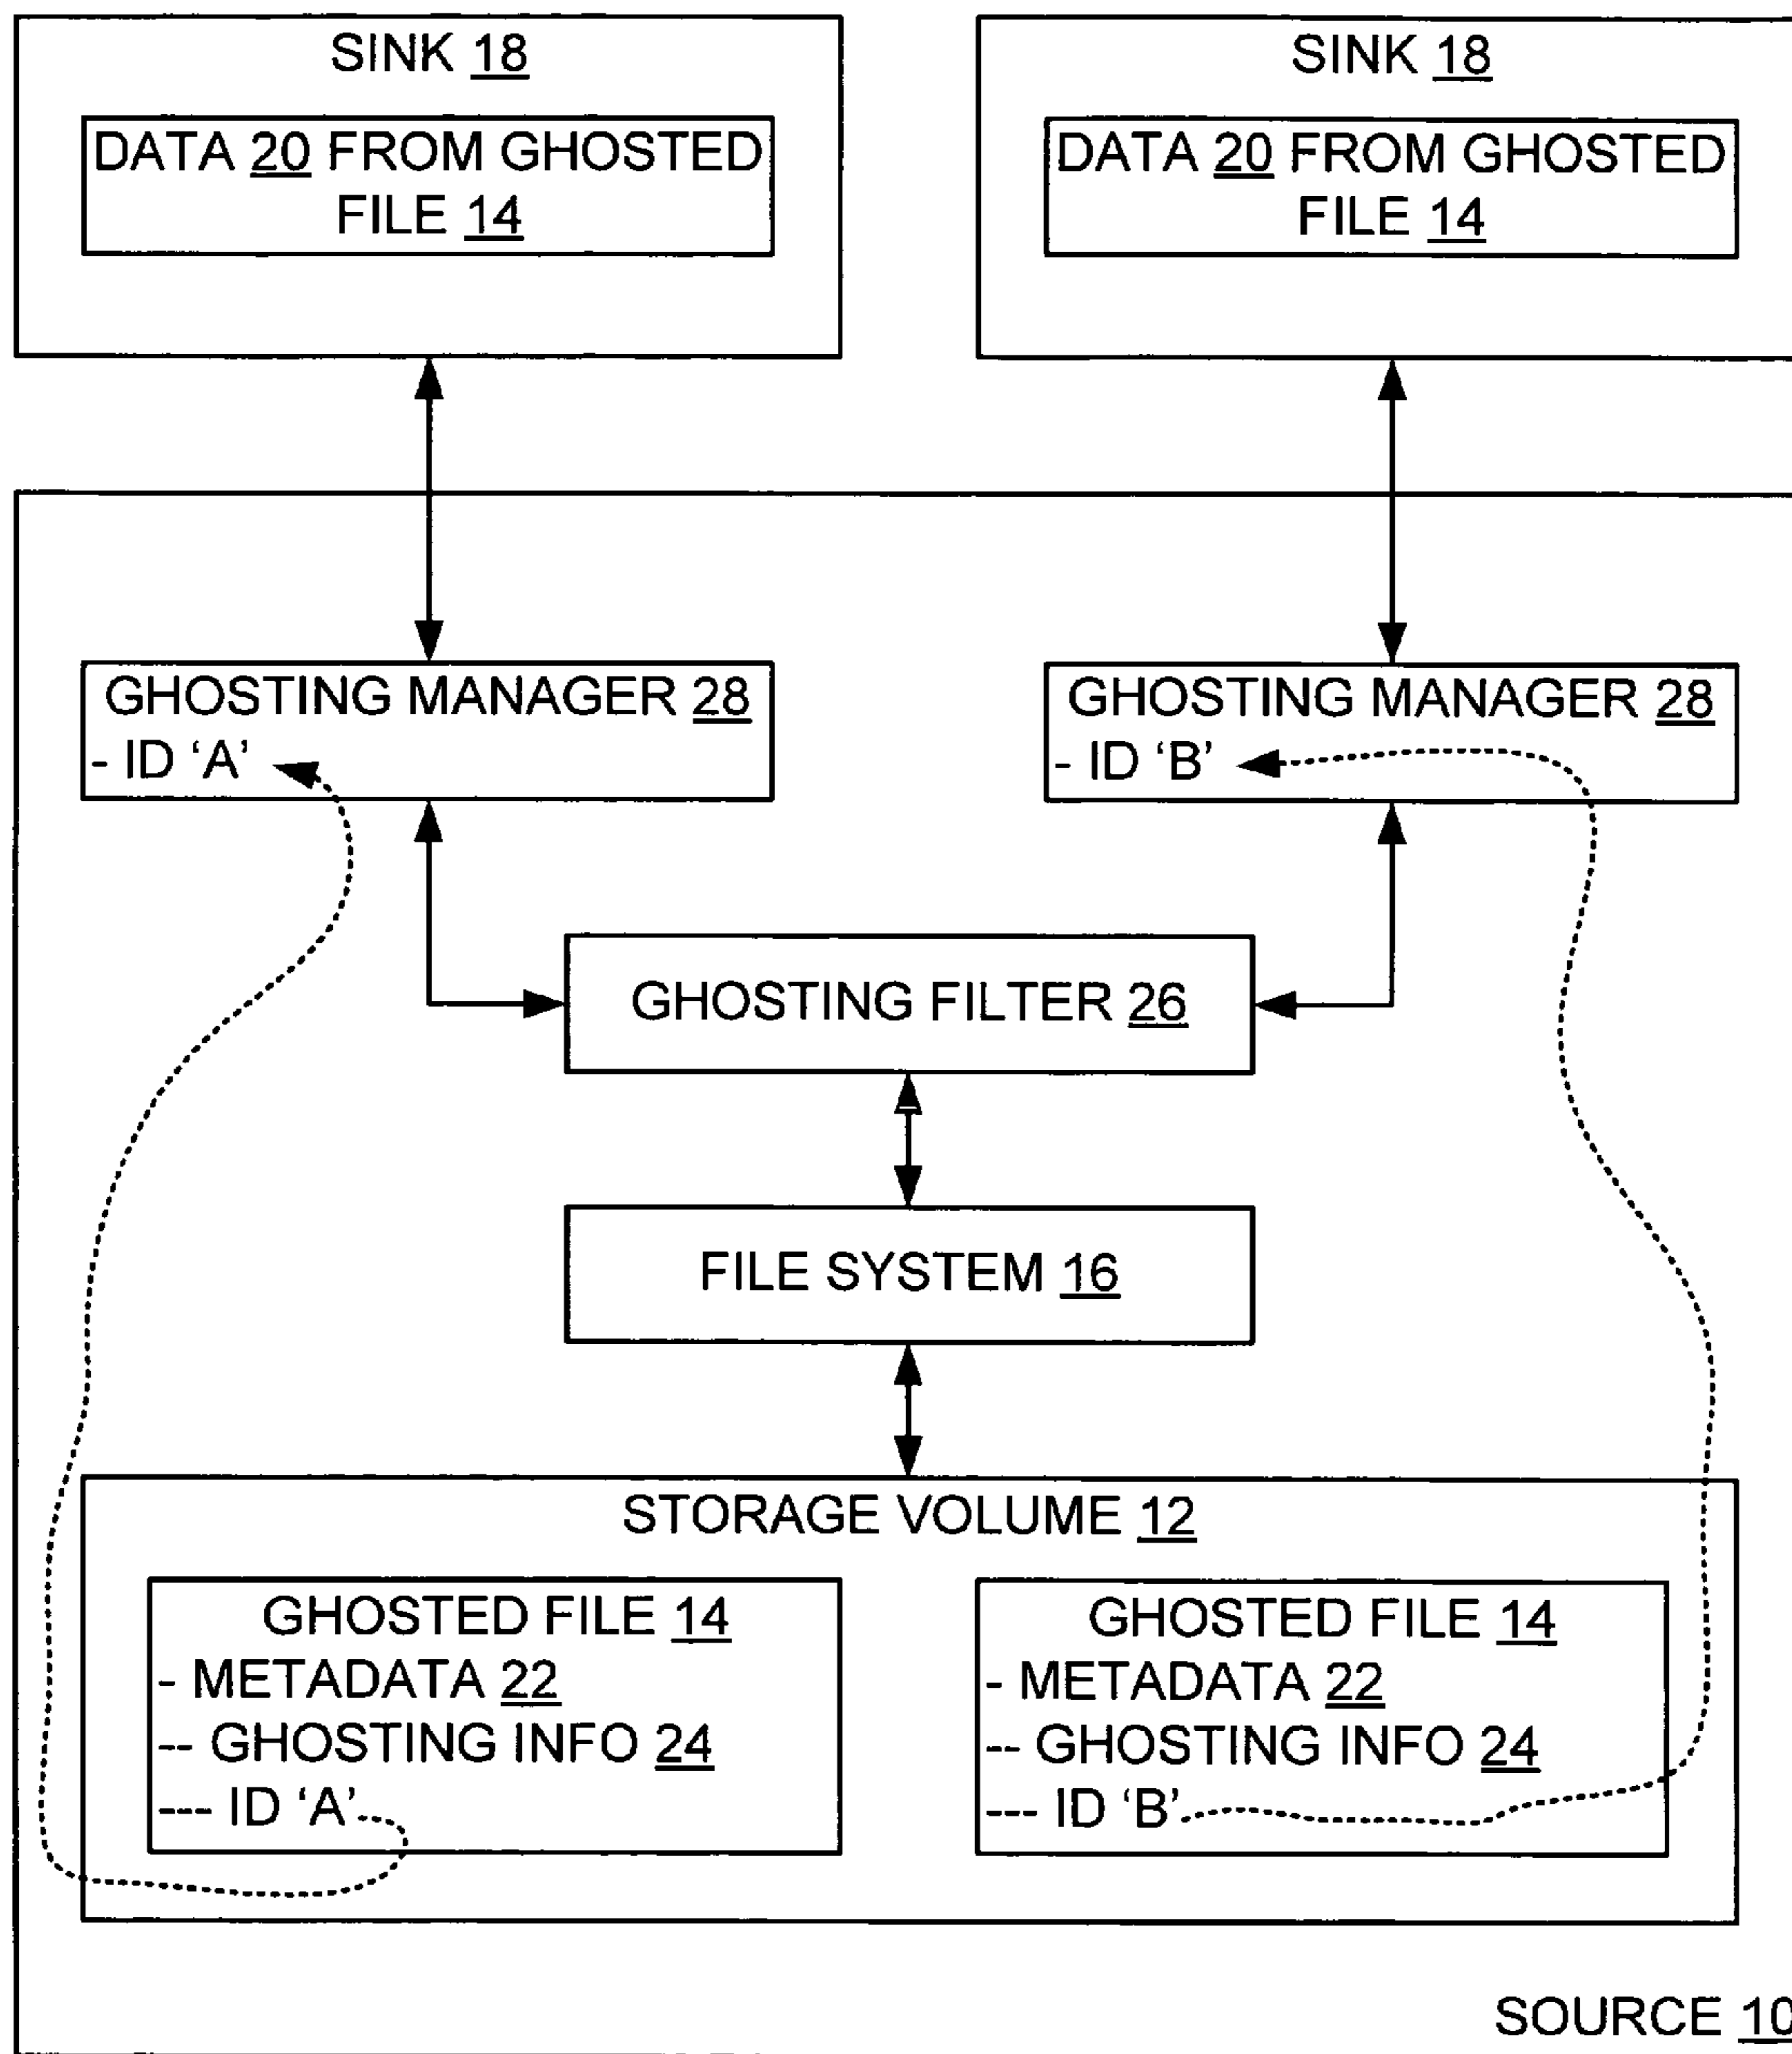 SINK 18
DATA 20 FROM GHOSTED
FILE 14
SINK 18
DATA 20 FROM GHOSTED
FILE 14
GHOSTING MANAGER 28
- ID ‘A’
GHOSTING MANAGER 28
- ID ‘B’
GHOSTING FILTER 26
FILE SYSTEM 16
STORAGE VOLUME 12
GHOSTED FILE 14
- METADATA 22
-- GHOSTING INFO 24
--- ID ‘A’
GHOSTED FILE 14
- METADATA 22
-- GHOSTING INFO 24
--- ID ‘B’
SOURCE 10